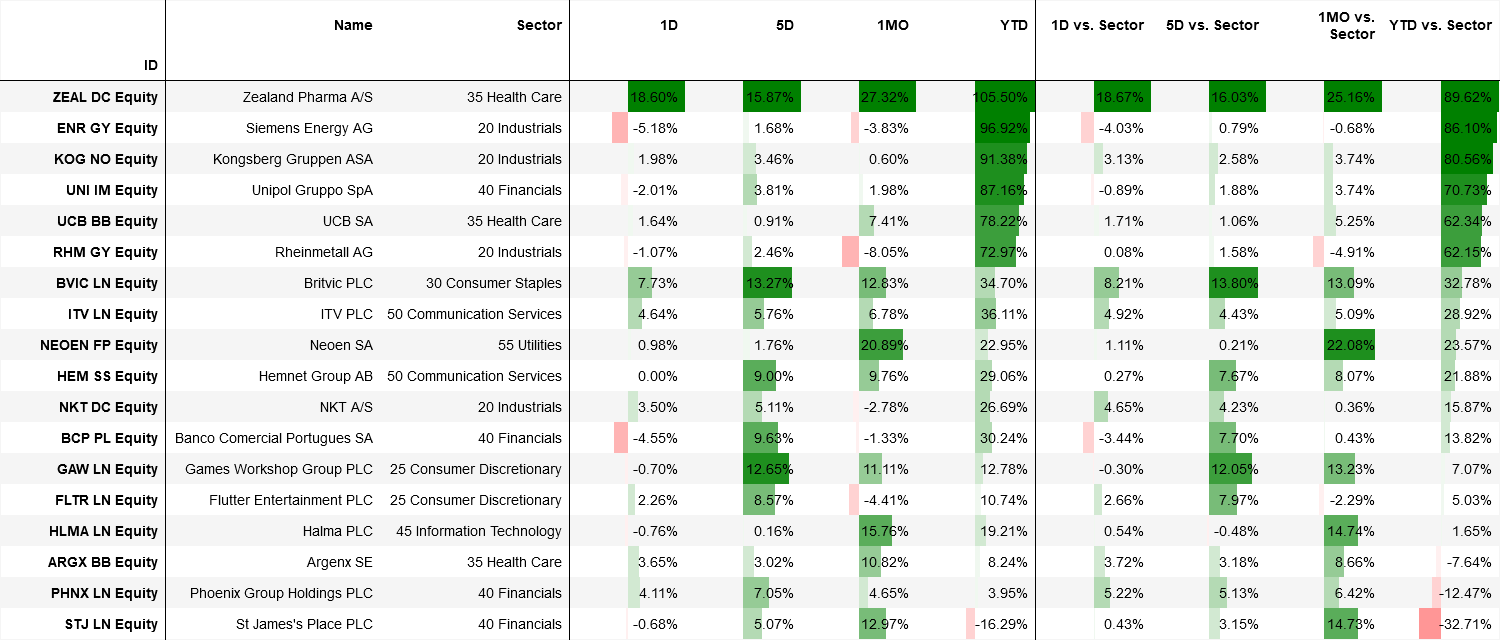 ID Name Sector 1D 5D 1MO YTD 1D vs. Sector 5D vs. Sector 1MO vs. Sector YTD vs. Sector
ZEAL DC Equity Zealand Pharma A/S 35 Health Care 18.60% 15.87% 27.32% 105.50% 18.67% 16.03% 25.16% 89.62%
ENR GY Equity Siemens Energy AG 20 Industrials -5.18% 1.68% -3.83% 96.92% -4.03% 0.79% -0.68% 86.10%
KOG NO Equity Kongsberg Gruppen ASA 20 Industrials 1.98% 3.46% 0.60% 91.38% 3.13% 2.58% 3.74% 80.56%
UNI IM Equity Unipol Gruppo SpA 40 Financials -2.01% 3.81% 1.98% 87.16% -0.89% 1.88% 3.74% 70.73%
UCB BB Equity UCB SA 35 Health Care 1.64% 0.91% 7.41% 78.22% 1.71% 1.06% 5.25% 62.34%
RHM GY Equity Rheinmetall AG 20 Industrials -1.07% 2.46% -8.05% 72.97% 0.08% 1.58% -4.91% 62.15%
BVIC LN Equity Britvic PLC 30 Consumer Staples 7.73% 13.27% 12.83% 34.70% 8.21% 13.80% 13.09% 32.78%
ITV LN Equity ITV PLC 50 Communication Services 4.64% 5.76% 6.78% 36.11% 4.92% 4.43% 5.09% 28.92%
NEOEN FP Equity Neoen SA 55 Utilities 0.98% 1.76% 20.89% 22.95% 1.11% 0.21% 22.08% 23.57%
HEM SS Equity Hemnet Group AB 50 Communication Services 0.00% 9.00% 9.76% 29.06% 0.27% 7.67% 8.07% 21.88%
NKT DC Equity NKT A/S 20 Industrials 3.50% 5.11% -2.78% 26.69% 4.65% 4.23% 0.36% 15.87%
BCP PL Equity Banco Comercial Portugues SA 40 Financials -4.55% 9.63% -1.33% 30.24% -3.44% 7.70% 0.43% 13.82%
GAW LN Equity Games Workshop Group PLC 25 Consumer Discretionary -0.70% 12.65% 11.11% 12.78% -0.30% 12.05% 13.23% 7.07%
FLTR LN Equity Flutter Entertainment PLC 25 Consumer Discretionary 2.26% 8.57% -4.41% 10.74% 2.66% 7.97% -2.29% 5.03%
HLMA LN Equity Halma PLC 45 Information Technology -0.76% 0.16% 15.76% 19.21% 0.54% -0.48% 14.74% 1.65%
ARGX BB Equity Argenx SE 35 Health Care 3.65% 3.02% 10.82% 8.24% 3.72% 3.18% 8.66% -7.64%
PHNX LN Equity Phoenix Group Holdings PLC 40 Financials 4.11% 7.05% 4.65% 3.95% 5.22% 5.13% 6.42% -12.47%
STJ LN Equity St James's Place PLC 40 Financials -0.68% 5.07% 12.97% -16.29% 0.43% 3.15% 14.73% -32.71%